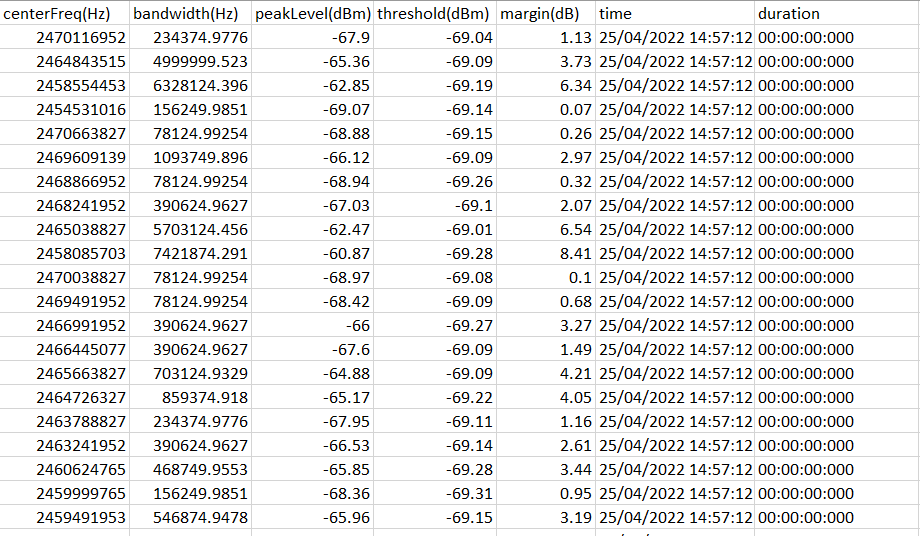 centerFreq(Hz) bandwidth(Hz) peakLevel(dBm) threshold(dBm) margin(dB) time duration
2470116952 234374.9776 -67.9 -69.04 1.13 25/04/2022 14:57:12 00:00:00:000
2464843515 4999999.523 -65.36 -69.09 3.73 25/04/2022 14:57:12 00:00:00:000
2458554453 6328124.396 -62.85 -69.19 6.34 25/04/2022 14:57:12 00:00:00:000
2454531016 156249.9851 -69.07 -69.14 0.07 25/04/2022 14:57:12 00:00:00:000
2470663827 78124.99254 -68.88 -69.15 0.26 25/04/2022 14:57:12 00:00:00:000
2469609139 1093749.896 -66.12 -69.09 2.97 25/04/2022 14:57:12 00:00:00:000
2468866952 78124.99254 -68.94 -69.26 0.32 25/04/2022 14:57:12 00:00:00:000
2468241952 390624.9627 -67.03 -69.1 2.07 25/04/2022 14:57:12 00:00:00:000
2465038827 5703124.456 -62.47 -69.01 6.54 25/04/2022 14:57:12 00:00:00:000
2458085703 7421874.291 -60.87 -69.28 8.41 25/04/2022 14:57:12 00:00:00:000
2470038827 78124.99254 -68.97 -69.08 0.1 25/04/2022 14:57:12 00:00:00:000
2469491952 78124.99254 -68.42 -69.09 0.68 25/04/2022 14:57:12 00:00:00:000
2466991952 390624.9627 -66 -69.27 3.27 25/04/2022 14:57:12 00:00:00:000
2466445077 390624.9627 -67.6 -69.09 1.49 25/04/2022 14:57:12 00:00:00:000
2465663827 703124.9329 -64.88 -69.09 4.21 25/04/2022 14:57:12 00:00:00:000
2464726327 859374.918 -65.17 -69.22 4.05 25/04/2022 14:57:12 00:00:00:000
2463788827 234374.9776 -67.95 -69.11 1.16 25/04/2022 14:57:12 00:00:00:000
2463241952 390624.9627 -66.53 -69.14 2.61 25/04/2022 14:57:12 00:00:00:000
2460624765 468749.9553 -65.85 -69.28 3.44 25/04/2022 14:57:12 00:00:00:000
2459999765 156249.9851 -68.36 -69.31 0.95 25/04/2022 14:57:12 00:00:00:000
2459491953 546874.9478 -65.96 -69.15 3.19 25/04/2022 14:57:12 00:00:00:000